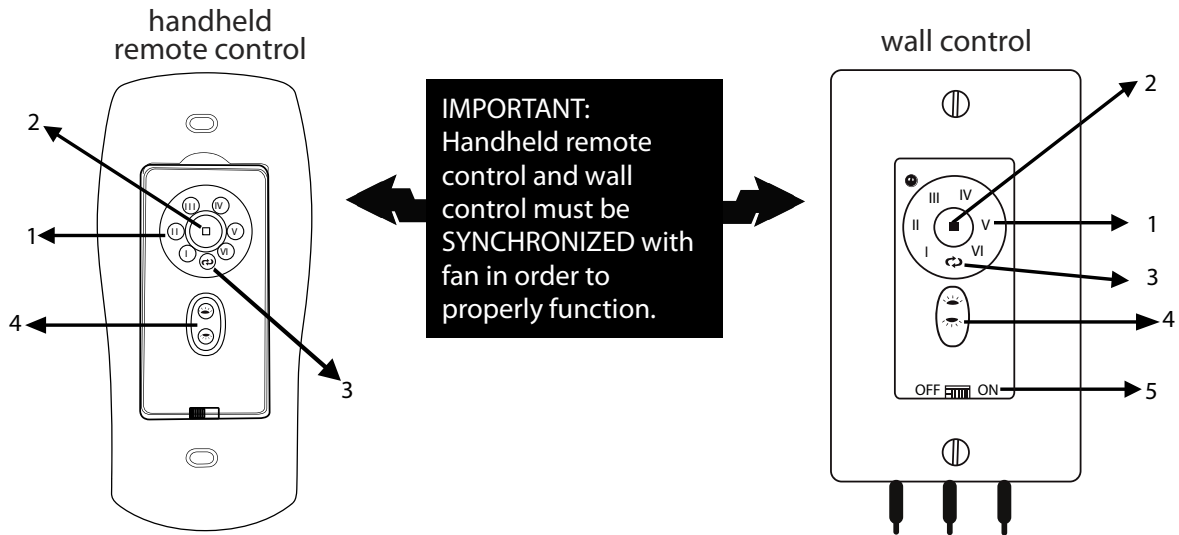 handheld
remote control
2
1
4
3
III IV
II V
I VI
IMPORTANT:
Handheld remote
control and wall
control must be
SYNCHRONIZED with
fan in order to
properly function.
wall control
2
1
3
4
5
III IV
II V
I VI
OFF ON